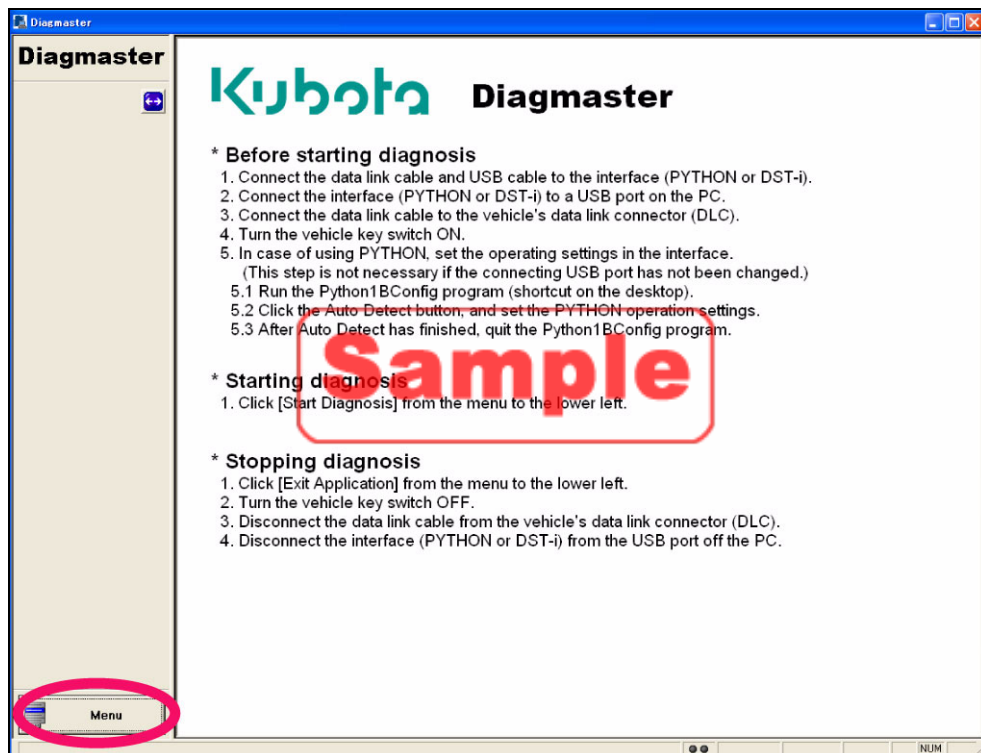 Diagmaster
Diagmaster
Kubota Diagmaster
* Before starting diagnosis
1. Connect the data link cable and USB cable to the interface (PYTHON or DST-i).
2. Connect the interface (PYTHON or DST-i) to a USB port on the PC.
3. Connect the data link cable to the vehicle's data link connector (DLC).
4. Turn the vehicle key switch ON.
5. In case of using PYTHON, set the operating settings in the interface.
(This step is not necessary if the connecting USB port has not been changed.)
5.1 Run the Python1BConfig program (shortcut on the desktop).
5.2 Click the Auto Detect button, and set the PYTHON operation settings.
5.3 After Auto Detect has finished, quit the Python1BConfig program.
Sample
* Starting diagnosis
1. Click [Start Diagnosis] from the menu to the lower left.
* Stopping diagnosis
1. Click [Exit Application] from the menu to the lower left.
2. Turn the vehicle key switch OFF.
3. Disconnect the data link cable from the vehicle's data link connector (DLC).
4. Disconnect the interface (PYTHON or DST-i) from the USB port off the PC.
Menu
NUM